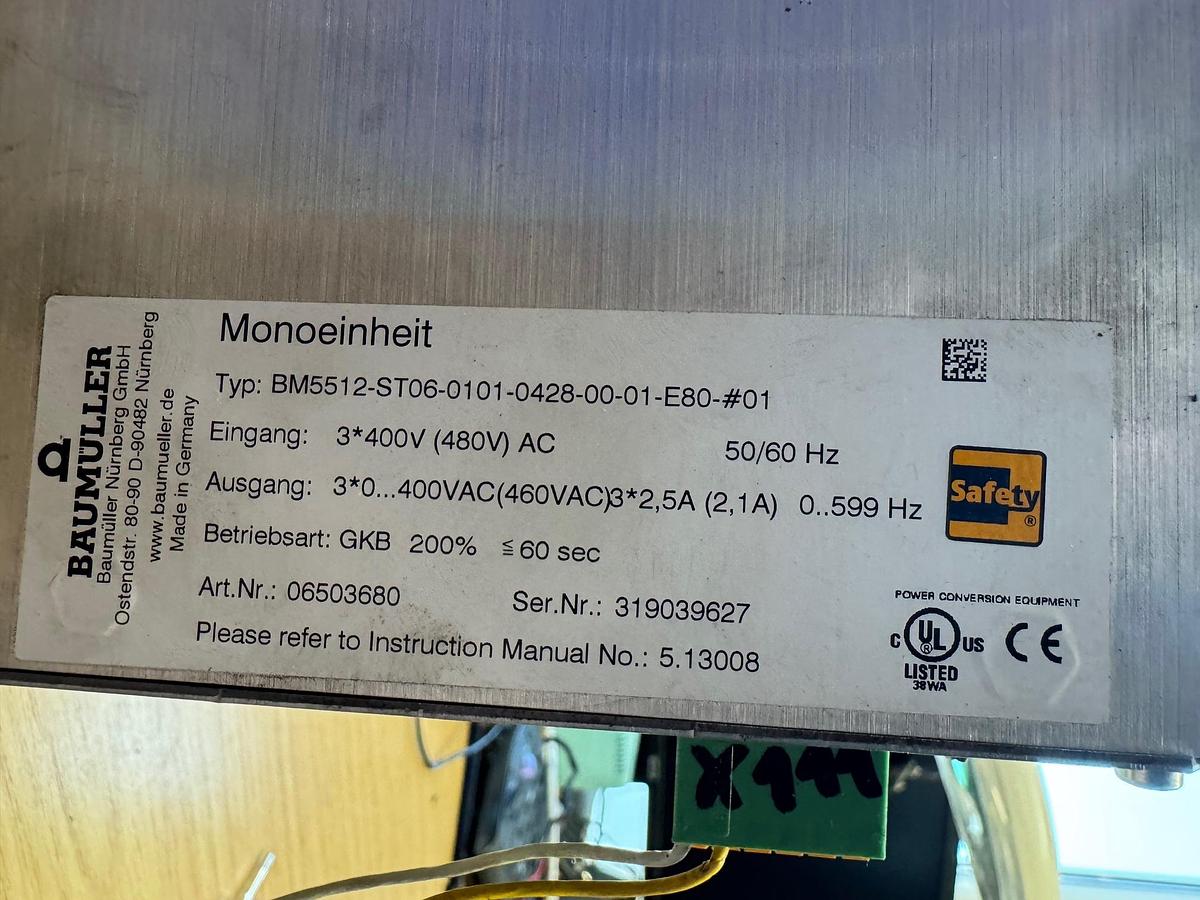 BAUMÜLLER
Baumüller Nürnberg GmbH
Ostendstr. 80-90 D-90482 Nürnberg
www.baumueller.de
Made in Germany
Monoeinheit
Typ: BM5512-ST06-0101-0428-00-01-E80-#01
Eingang: 3*400V (480V) AC 50/60 Hz
Ausgang: 3*0...400VAC(460VAC)3*2,5A (2,1A) 0..599 Hz
Betriebsart: GKB 200% ≦ 60 sec
Art.Nr.: 06503680 Ser.Nr.: 319039627
Please refer to Instruction Manual No.: 5.13008
Safety
®
POWER CONVERSION EQUIPMENT
C UL ® US CE
LISTED
38WA